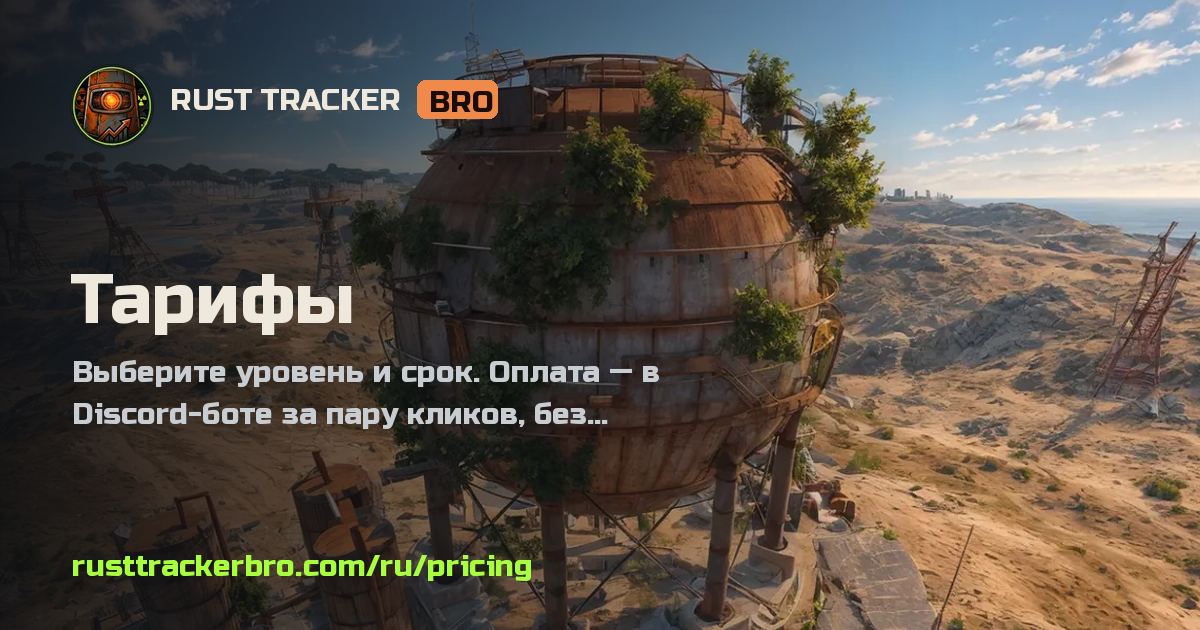 RUST TRACKER BRO
Тарифы
Выберите уровень и срок. Оплата — в
Discord-боте за пару кликов, без...
rusttrackerbro.com/ru/pricing